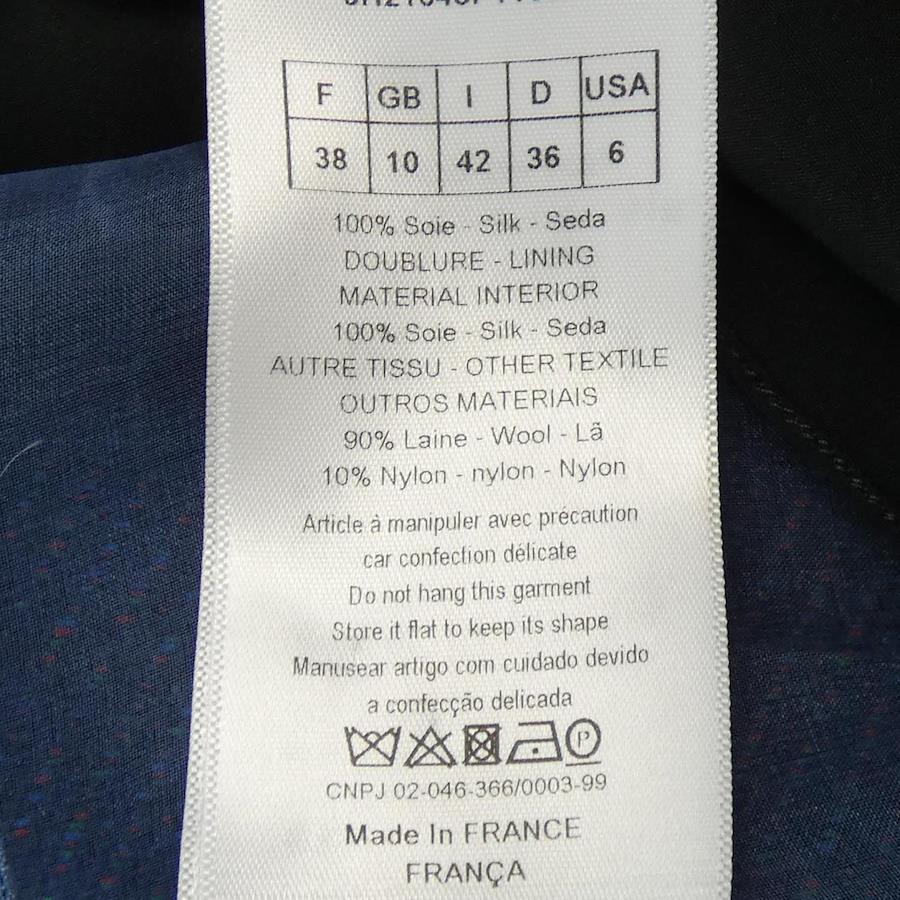 F GB I D USA
38 10 42 36 6
100% Soie - Silk - Seda
DOUBLURE - LINING
MATERIAL INTERIOR
100% Soie - Silk - Seda
AUTRE TISSU - OTHER TEXTILE
OUTROS MATERIAIS
90% Laine - Wool - Lã
10% Nylon - nylon - Nylon
Article à manipuler avec précaution
car confection délicate
Do not hang this garment
Store it flat to keep its shape
Manusear artigo com cuidado devido
a confecção delicada
P
CNPJ 02-046-366/0003-99
Made In FRANCE
FRANÇA